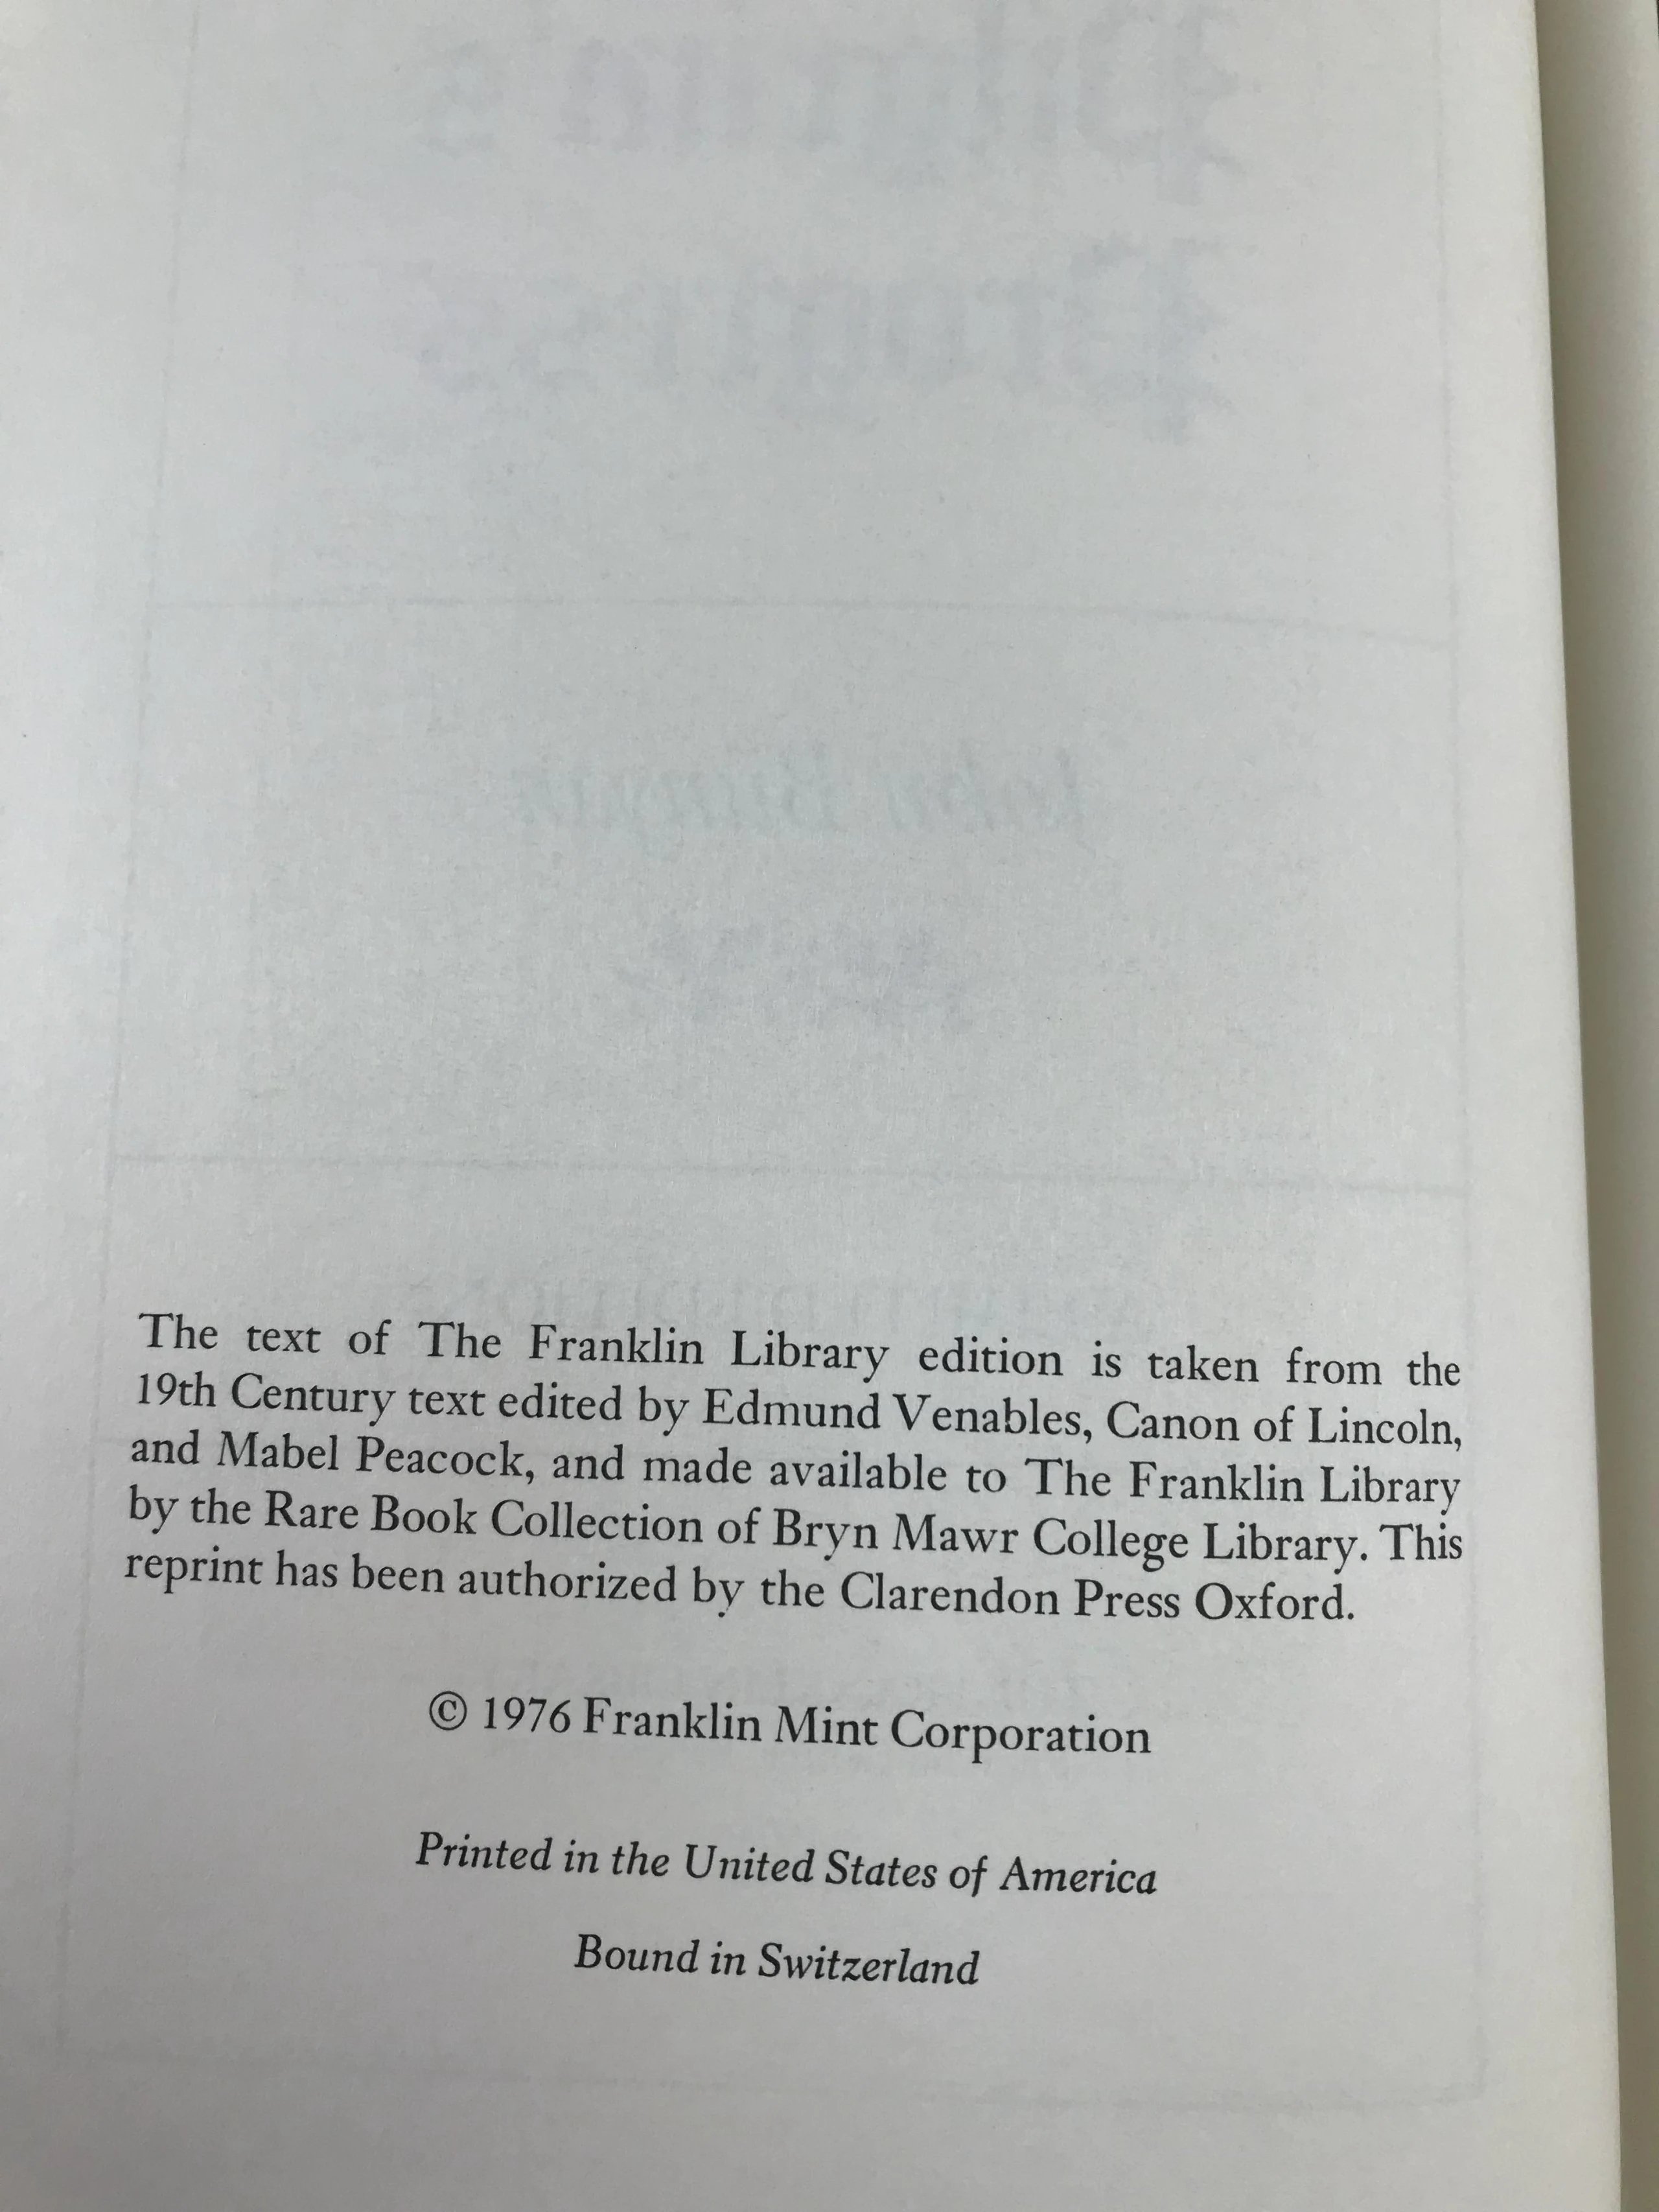 The text of The Franklin Library edition is taken from the
19th Century text edited by Edmund Venables, Canon of Lincoln,
and Mabel Peacock, and made available to The Franklin Library
by the Rare Book Collection of Bryn Mawr College Library. This
reprint has been authorized by the Clarendon Press Oxford.
© 1976 Franklin Mint Corporation
Printed in the United States of America
Bound in Switzerland